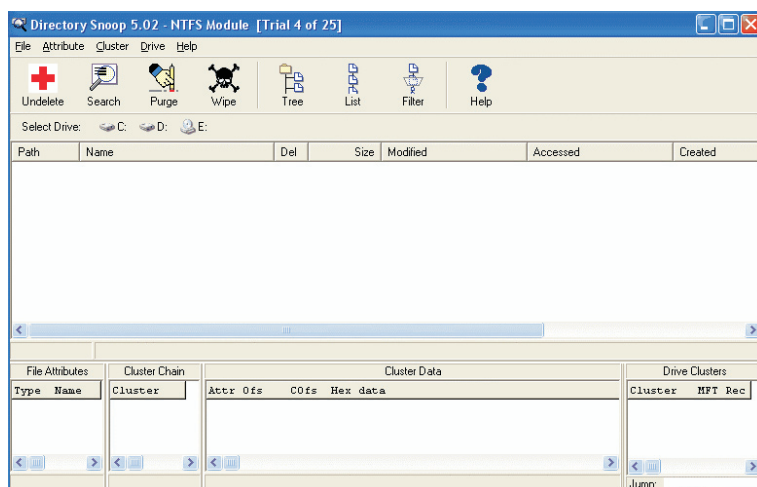 Directory Snoop 5.02 - NTFS Module [Trial 4 of 25]
File Attribute Cluster Drive Help
Undelete Search Purge Wipe Tree List Filter Help
Select Drive: C: D: E:
Path Name Del Size Modified Accessed Created
File Attributes Cluster Chain Cluster Data Drive Clusters
Type Name Cluster Attr Ofs COfs Hex data Cluster MFT Rec
Jump: